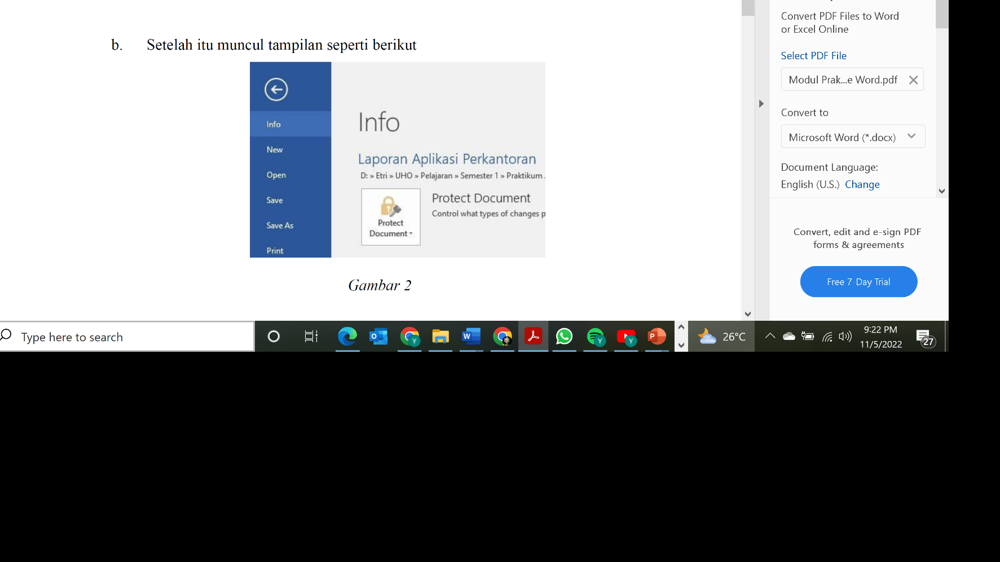 b. Setelah itu muncul tampilan seperti berikut
Info
New
Open
Save
Save As
Print
Info
Laporan Aplikasi Perkantoran
D: » Etri » UHO » Pelajaran » Semester 1 » Praktikum
Protect
Document
Protect Document
Control what types of changes p
Gambar 2
Convert PDF Files to Word
or Excel Online
Select PDF File
Modul Prak...e Word.pdf
Convert to
Microsoft Word (*.docx)
Document Language:
English (U.S.) Change
Convert, edit and e-sign PDF
forms & agreements
Free 7-Day Trial
Type here to search
26°C
9:22 PM
11/5/2022
27